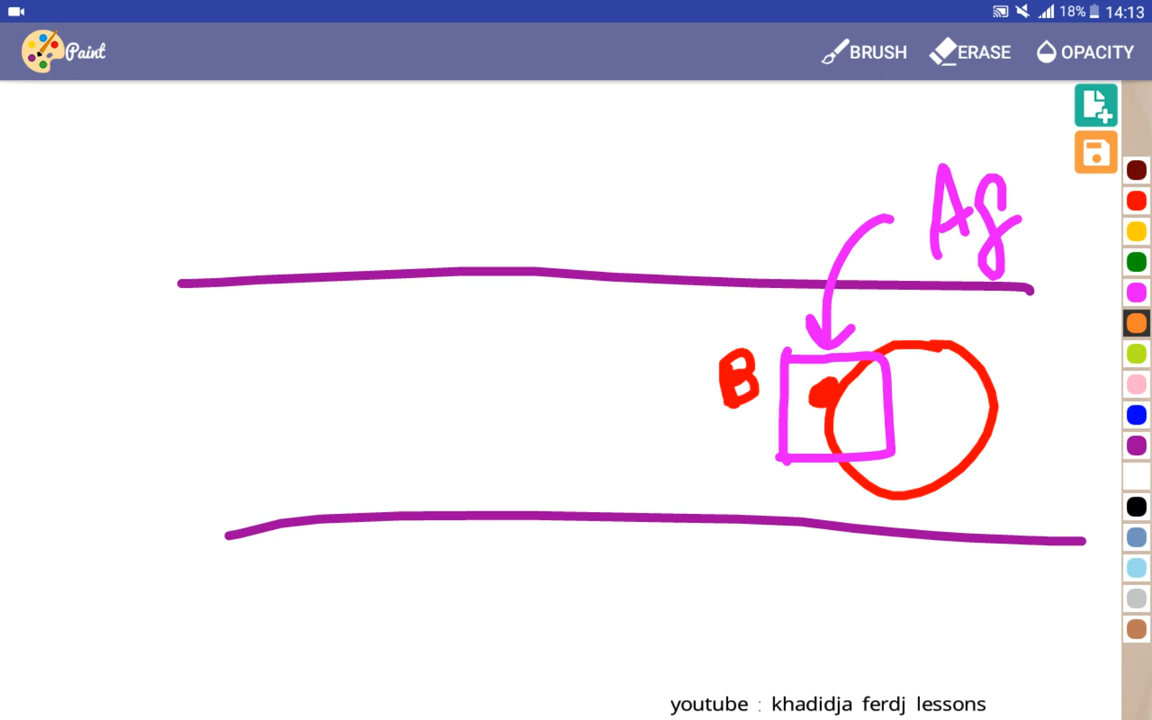 18% 14:13
Paint BRUSH ERASE OPACITY
Ag
B
youtube : khadidja ferdj lessons